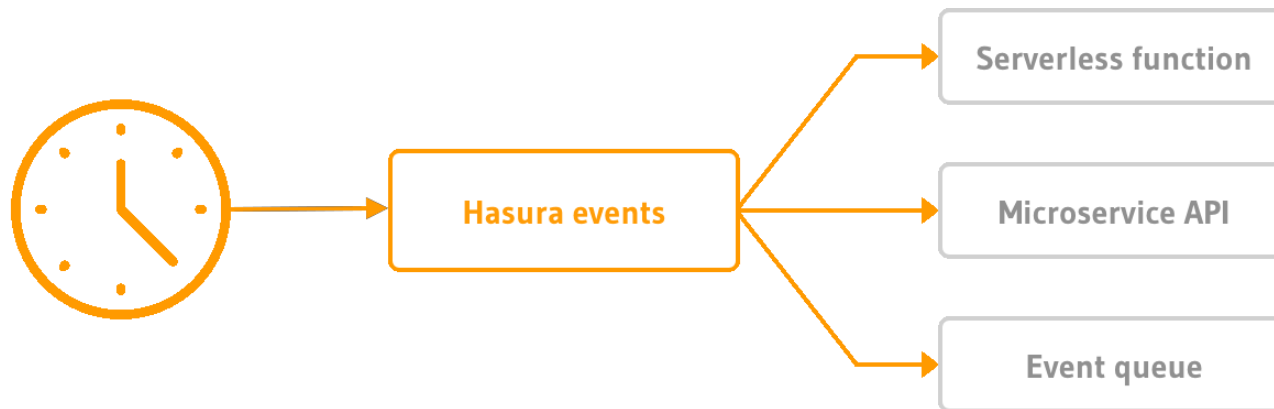 Serverless function
Hasura events
Microservice API
Event queue